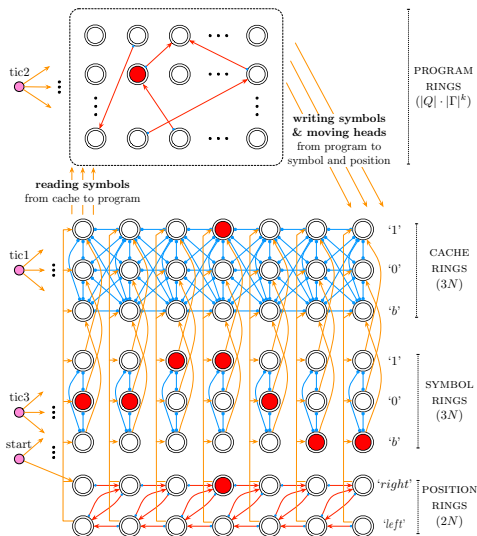 tic2
PROGRAM
RINGS
(|Q| · |Γ|^k)
writing symbols
& moving heads
from program to
symbol and position
reading symbols
from cache to program
'1'
tic1
'0'
CACHE
RINGS
(3N)
'b'
'1'
tic3
'0'
SYMBOL
RINGS
(3N)
start
'b'
'right'
POSITION
RINGS
(2N)
'left'